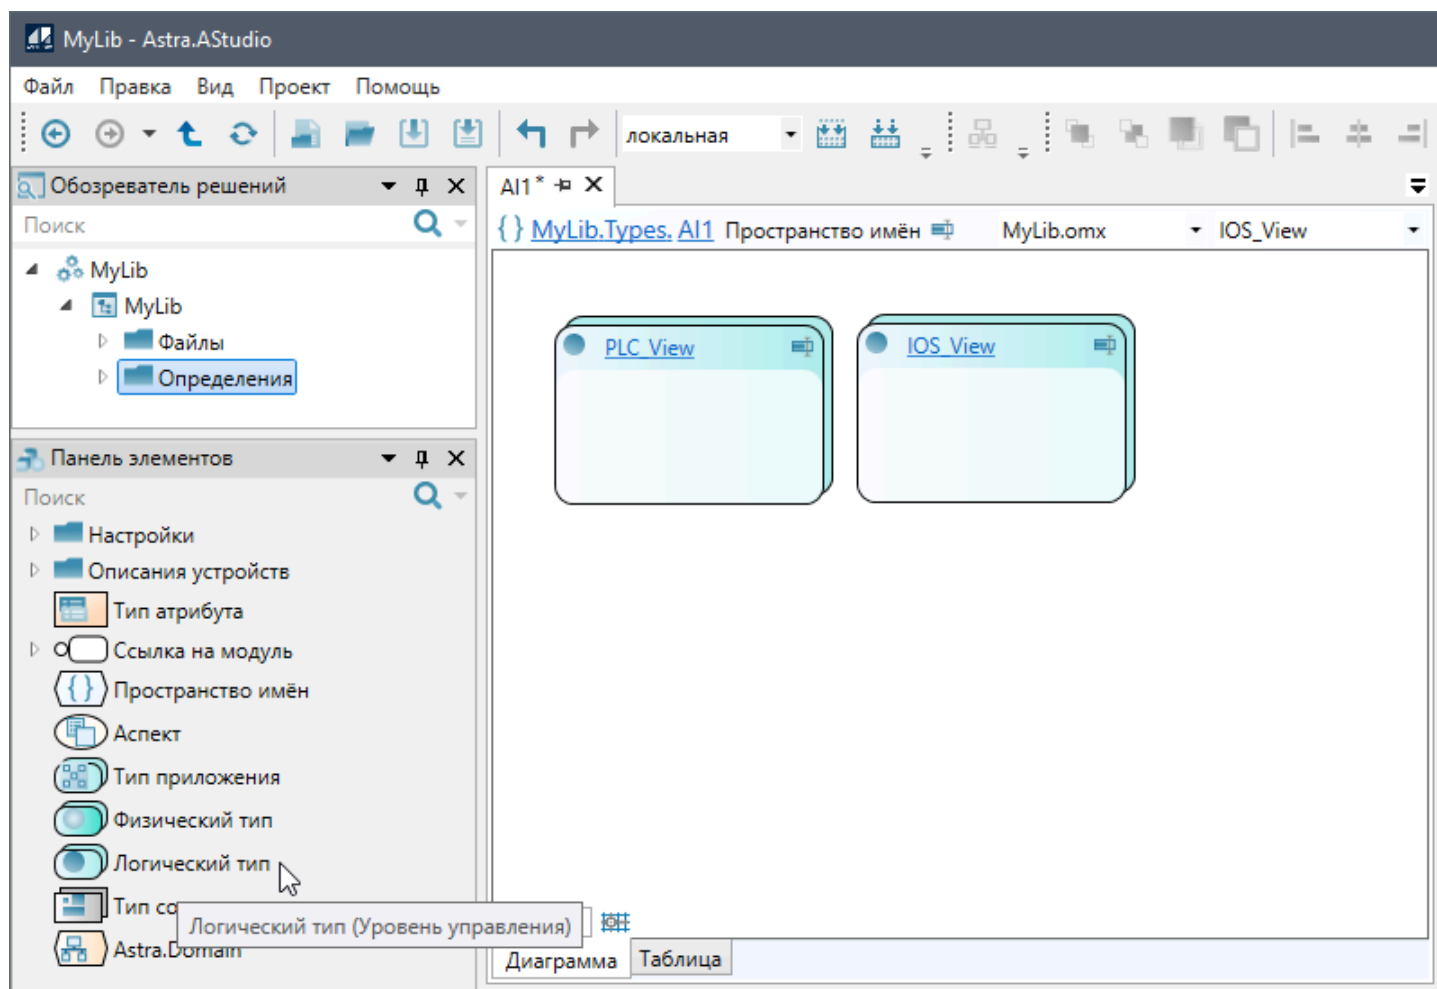 MyLib - Astra.AStudio
Файл Правка Вид Проект Помощь
локальная
Обозреватель решений
Поиск
MyLib
MyLib
Файлы
Определения
Панель элементов
Поиск
Настройки
Описания устройств
Тип атрибута
Ссылка на модуль
Пространство имён
Аспект
Тип приложения
Физический тип
Логический тип
Тип со
Логический тип (Уровень управления)
Astra.Domain
AI1*
{ } MyLib.Types. AI1 Пространство имён MyLib.omx IOS_View
PLC_View
IOS_View
Диаграмма Таблица